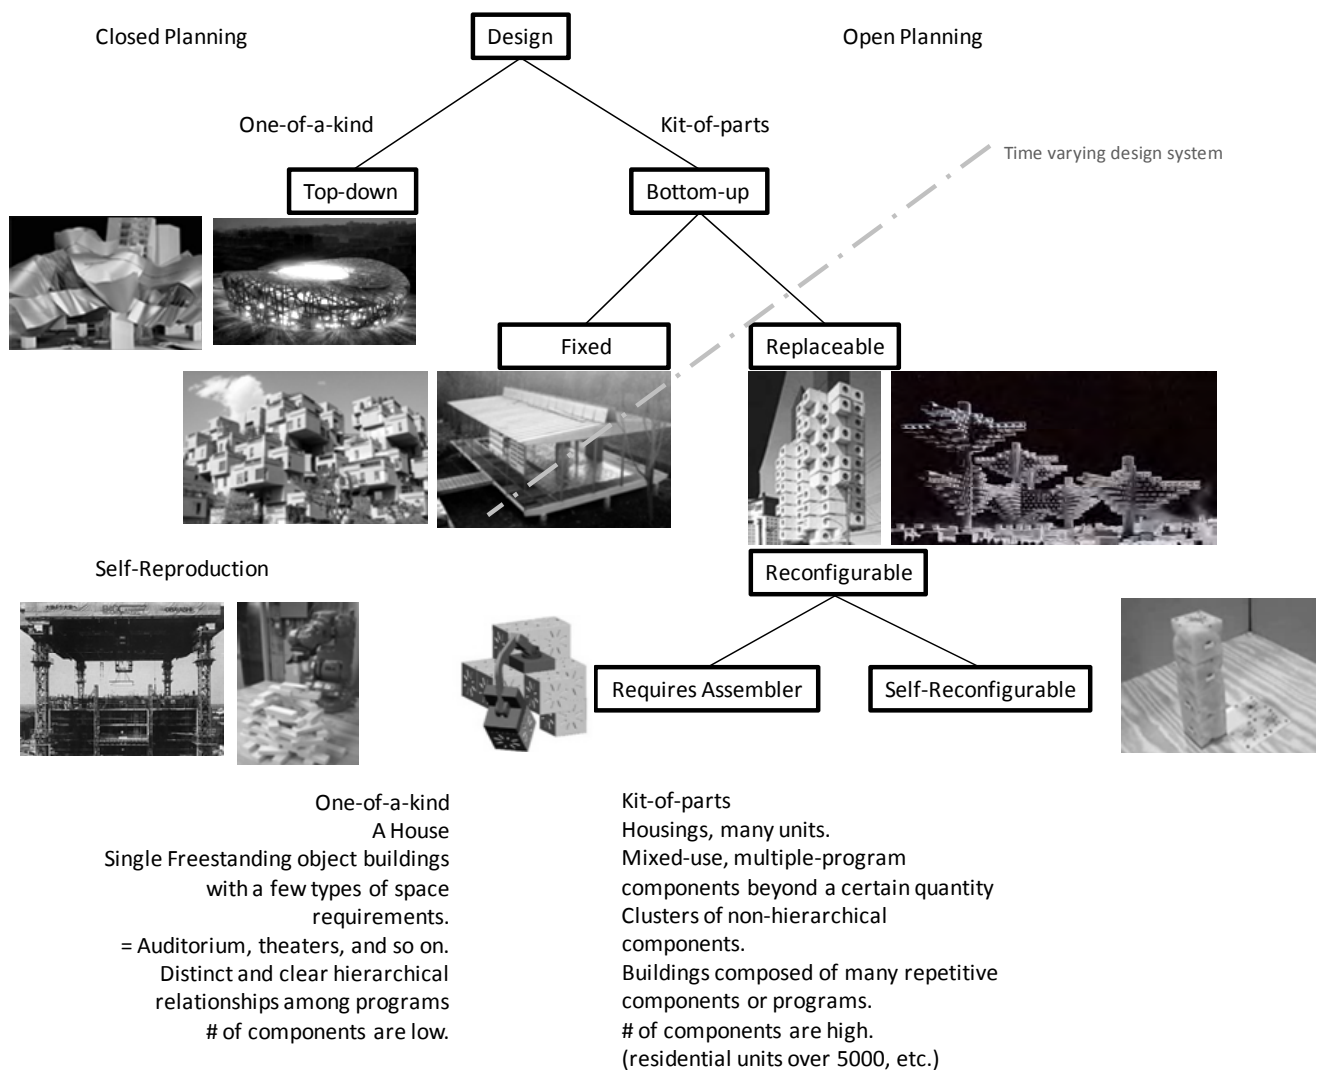 Closed Planning
Design
Open Planning
One-of-a-kind
Kit-of-parts
Time varying design system
Top-down
Bottom-up
Fixed
Replaceable
Self-Reproduction
Reconfigurable
Requires Assembler
Self-Reconfigurable
One-of-a-kind
A House
Single Freestanding object buildings
with a few types of space
requirements.
= Auditorium, theaters, and so on.
Distinct and clear hierarchical
relationships among programs
# of components are low.
Kit-of-parts
Housings, many units.
Mixed-use, multiple-program
components beyond a certain quantity
Clusters of non-hierarchical
components.
Buildings composed of many repetitive
components or programs.
# of components are high.
(residential units over 5000, etc.)